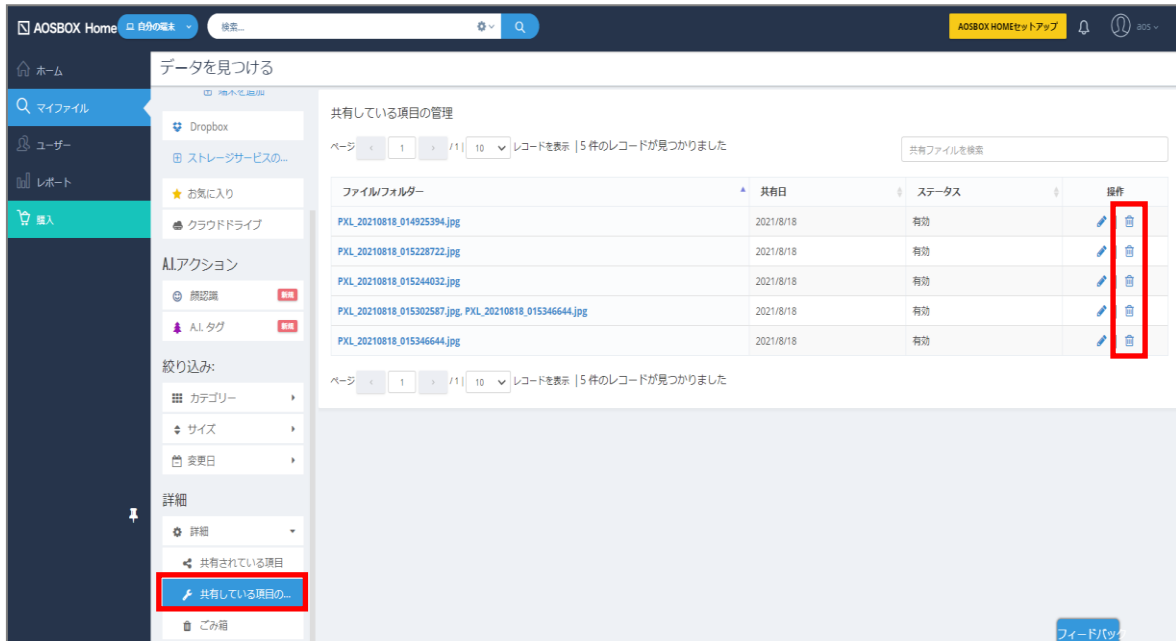 AOSBOX Home
自分の端末
検索...
AOSBOX HOMEセットアップ
aos
ホーム
マイファイル
ユーザー
レポート
購入
データを見つける
端末を追加
Dropbox
ストレージサービスの...
お気に入り
クラウドドライブ
A.I.アクション
顔認識
新規
A.I. タグ
新規
絞り込み:
カテゴリー
サイズ
変更日
詳細
詳細
共有されている項目
共有している項目の...
ごみ箱
共有している項目の管理
ページ 1 / 1 | 10 レコードを表示 | 5 件のレコードが見つかりました
共有ファイルを検索
ファイル/フォルダー 共有日 ステータス 操作
PXL_20210818_014925394.jpg 2021/8/18 有効
PXL_20210818_015228722.jpg 2021/8/18 有効
PXL_20210818_015244032.jpg 2021/8/18 有効
PXL_20210818_015302587.jpg, PXL_20210818_015346644.jpg 2021/8/18 有効
PXL_20210818_015346644.jpg 2021/8/18 有効
ページ 1 / 1 | 10 レコードを表示 | 5 件のレコードが見つかりました
フィードバック